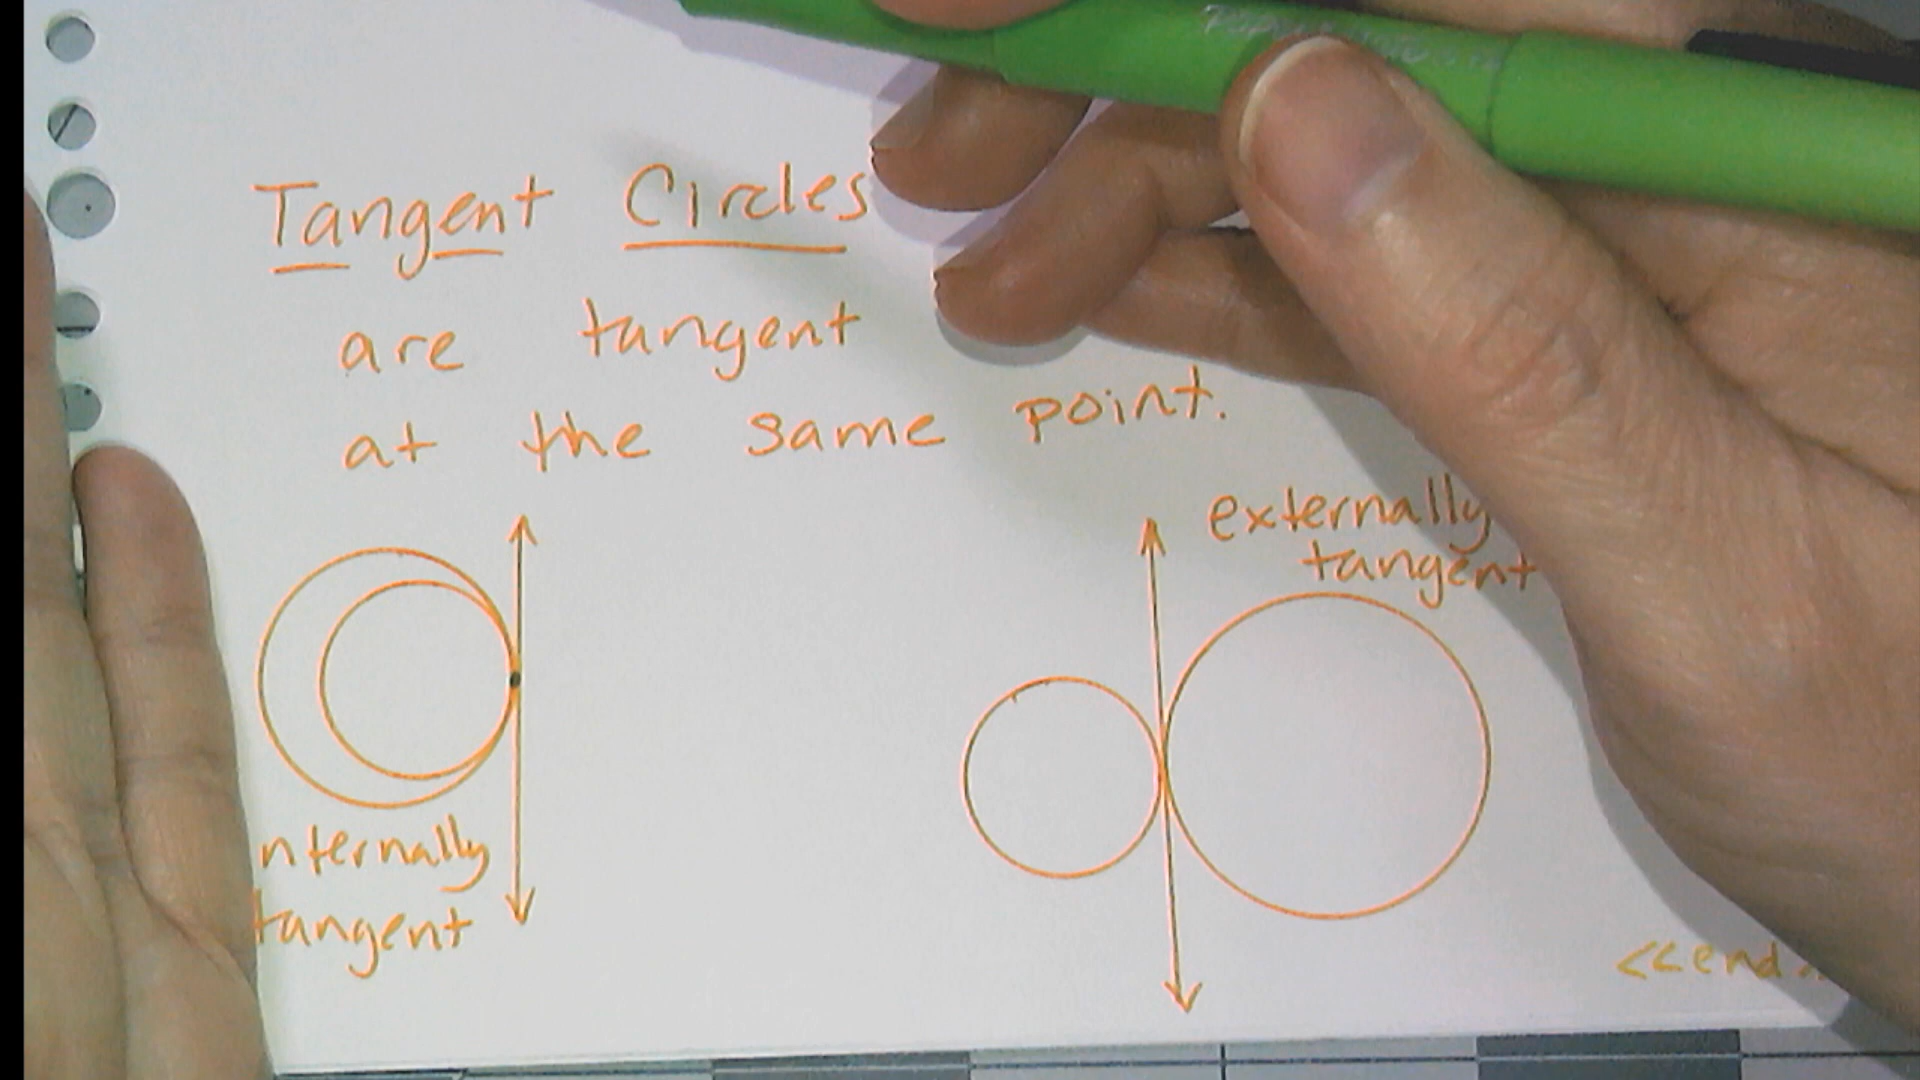 Tangent Circles
are tangent
at the same point.
externally
tangent
nternally
tangent
<<end